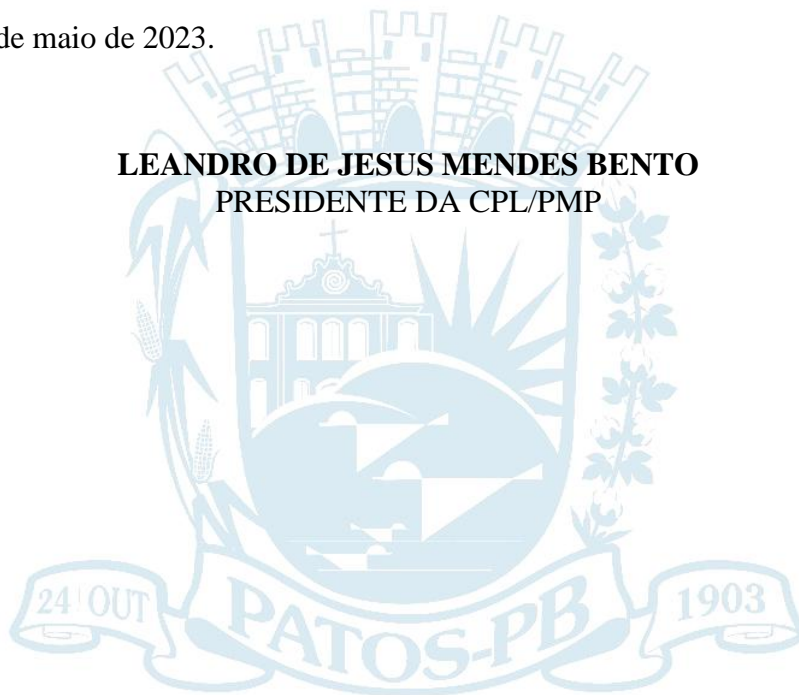 de maio de 2023.
LEANDRO DE JESUS MENDES BENTO
PRESIDENTE DA CPL/PMP
24 OUT
PATOS-PB
1903